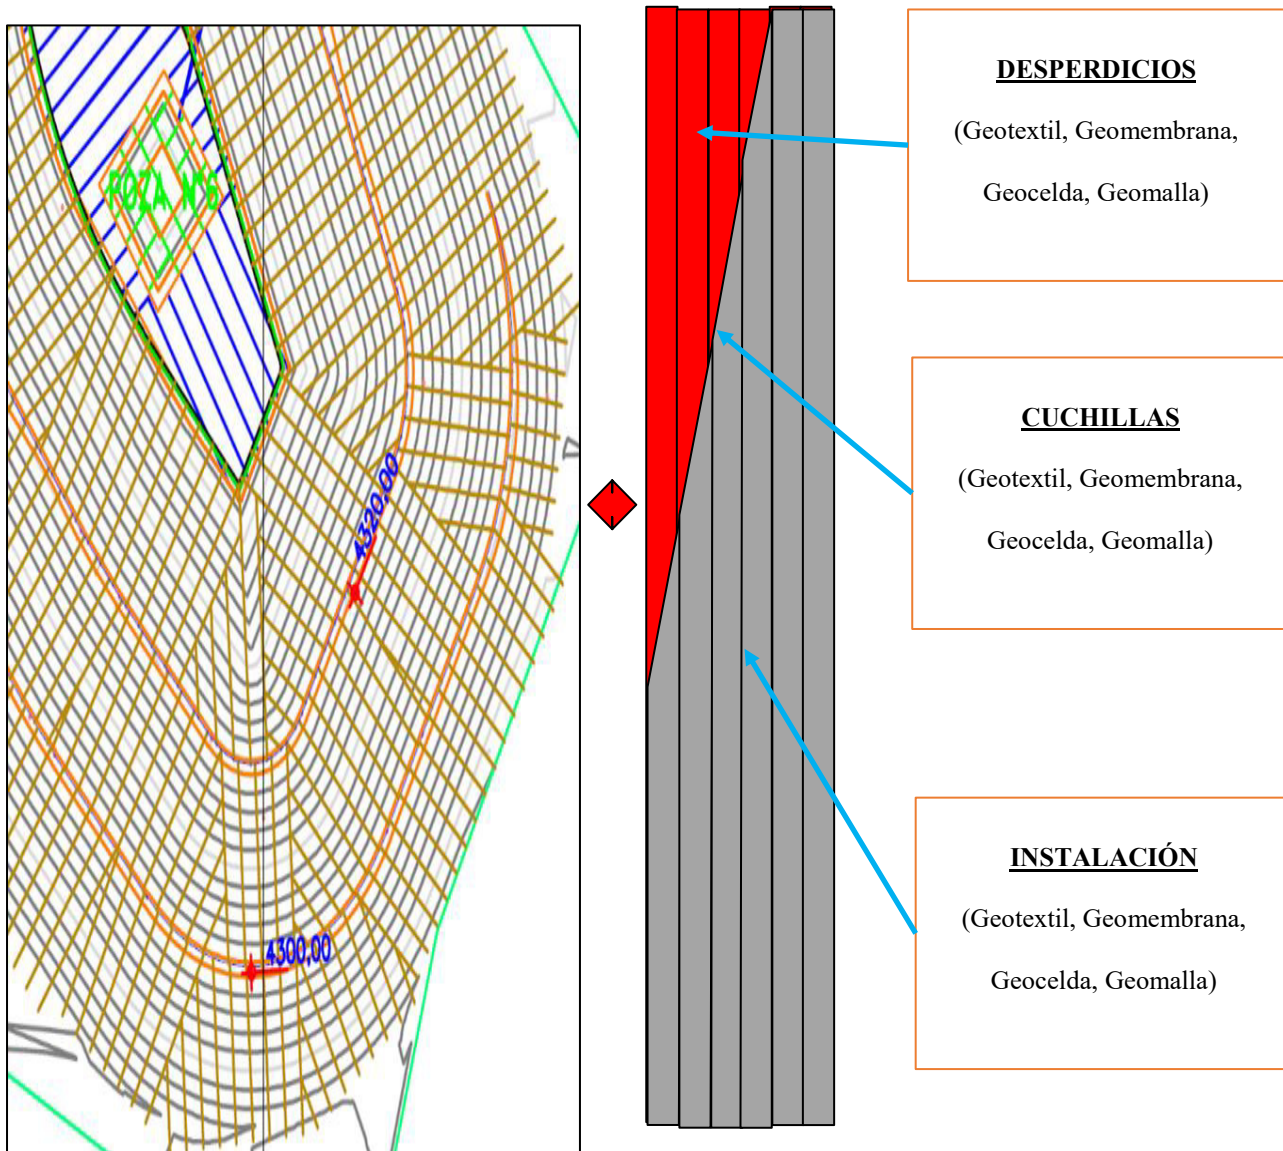 POZA N°6
4320,00
4300,00
DESPERDICIOS
(Geotextil, Geomembrana,
Geocelda, Geomalla)
CUCHILLAS
(Geotextil, Geomembrana,
Geocelda, Geomalla)
INSTALACIÓN
(Geotextil, Geomembrana,
Geocelda, Geomalla)